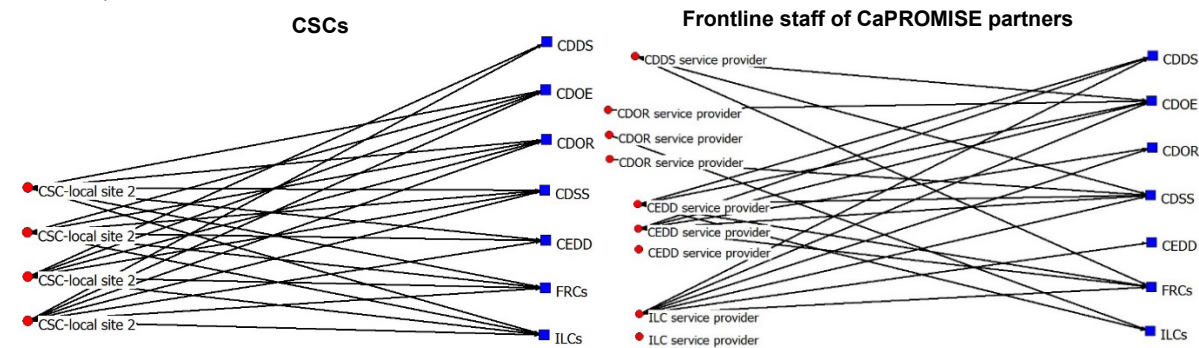 CSCs
CDDS
CDOE
CDOR
CSC-local site 2
CDSS
CSC-local site 2
CEDD
CSC-local site 2
FRCs
CSC-local site 2
ILCs
Frontline staff of CaPROMISE partners
CDDS service provider
CDDS
CDOR service provider
CDOE
CDOR service provider
CDOR
CDOR service provider
CDSS
CEDD service provider
CEDD service provider
CEDD
CEDD service provider
FRCs
ILC service provider
ILCs
ILC service provider